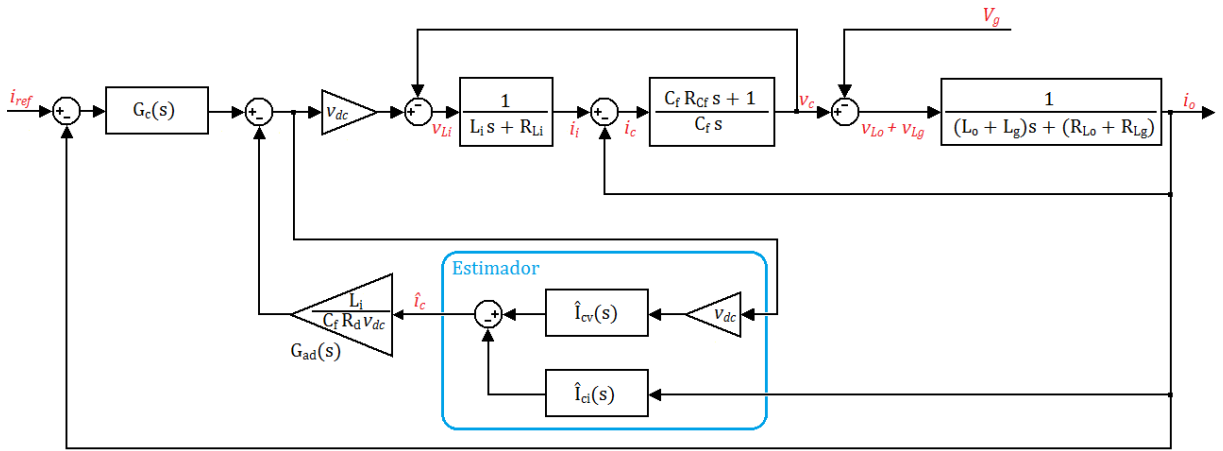 V_g
i_ref
+
-
G_c(s)
+
-
v_dc
+
-
v_Li
1
L_i s + R_Li
i_i
+
-
i_c
C_f R_Cf s + 1
C_f s
v_c
+
-
v_Lo + v_Lg
1
(L_o + L_g)s + (R_Lo + R_Lg)
i_o
Estimador
L_i
C_f R_d v_dc
G_ad(s)
î_c
-
+
Î_cv(s)
v_dc
Î_ci(s)